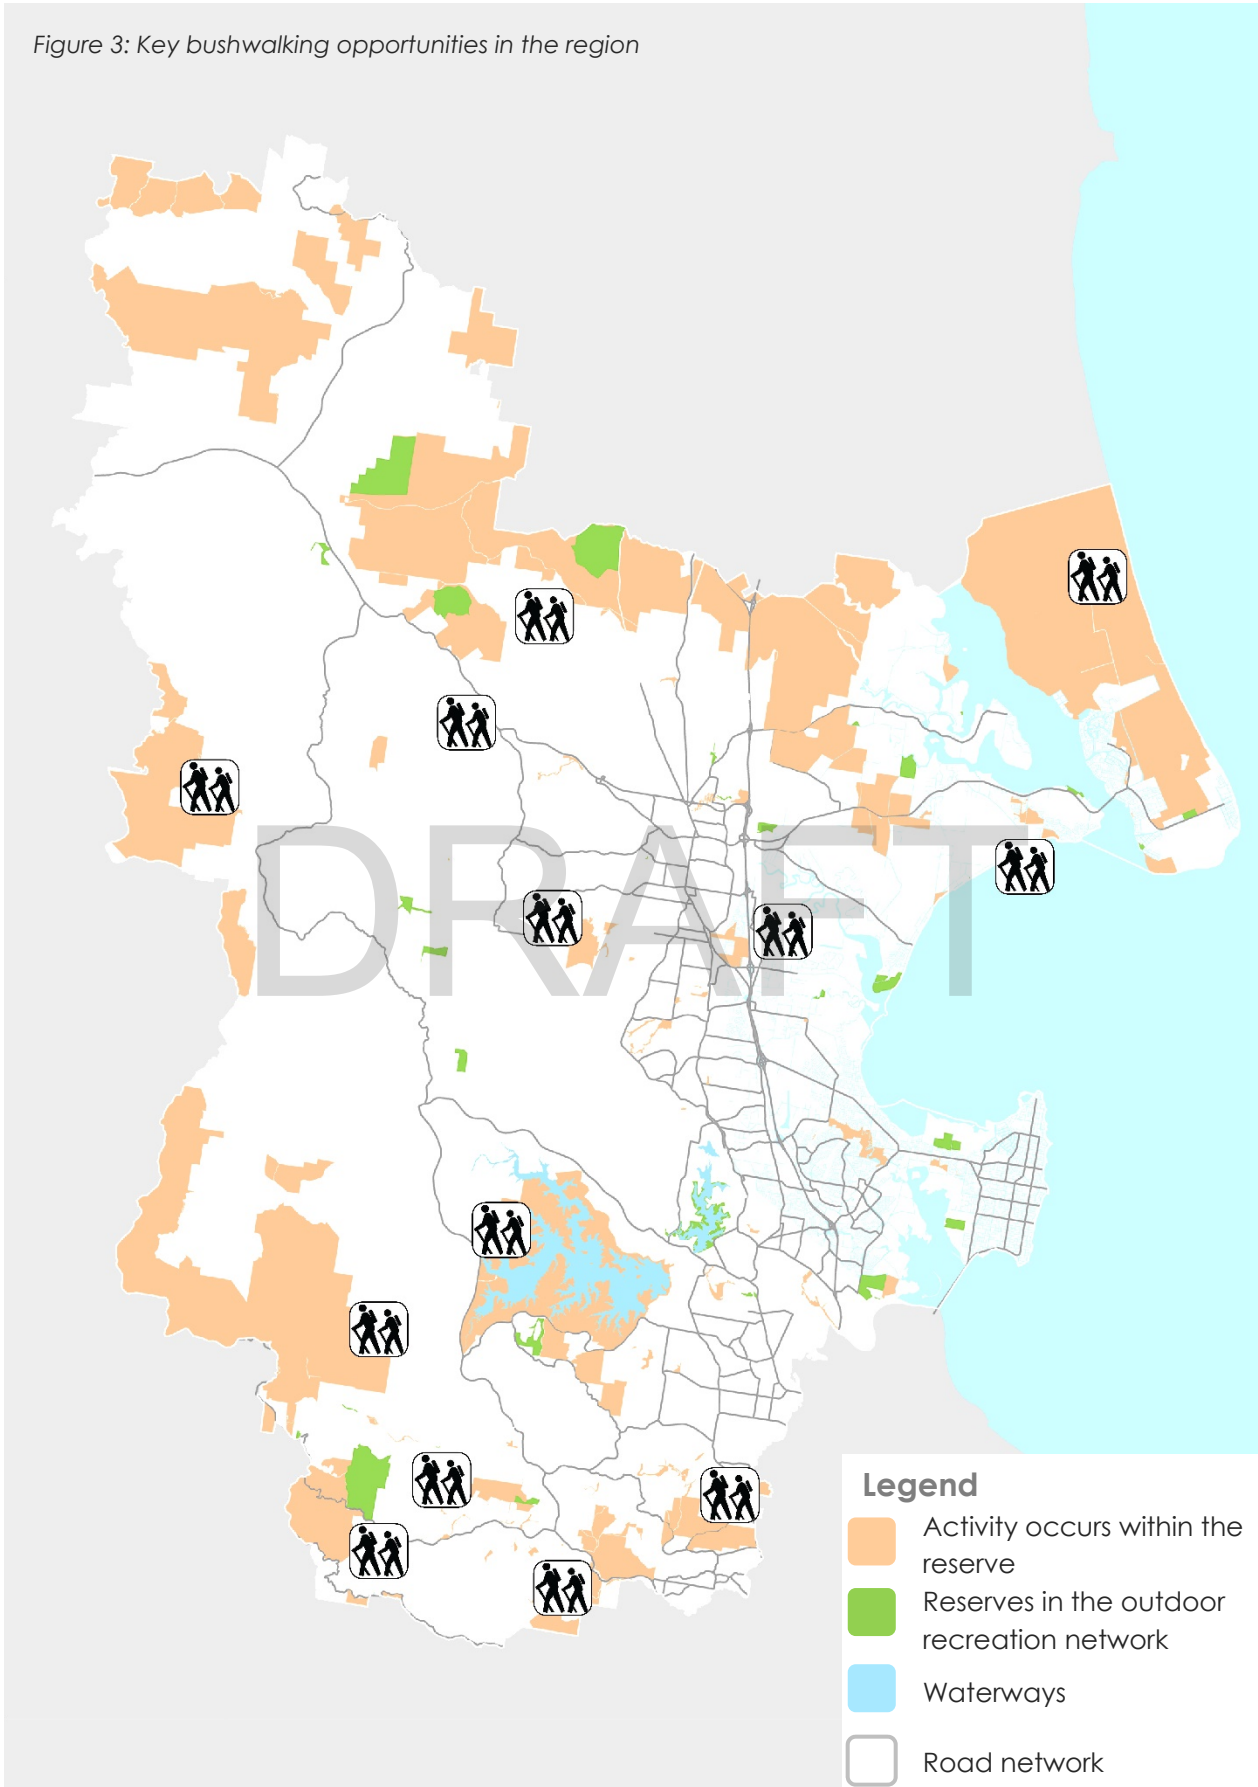 Figure 3: Key bushwalking opportunities in the region
DRAFT
Legend
Activity occurs within the
reserve
Reserves in the outdoor
recreation network
Waterways
Road network